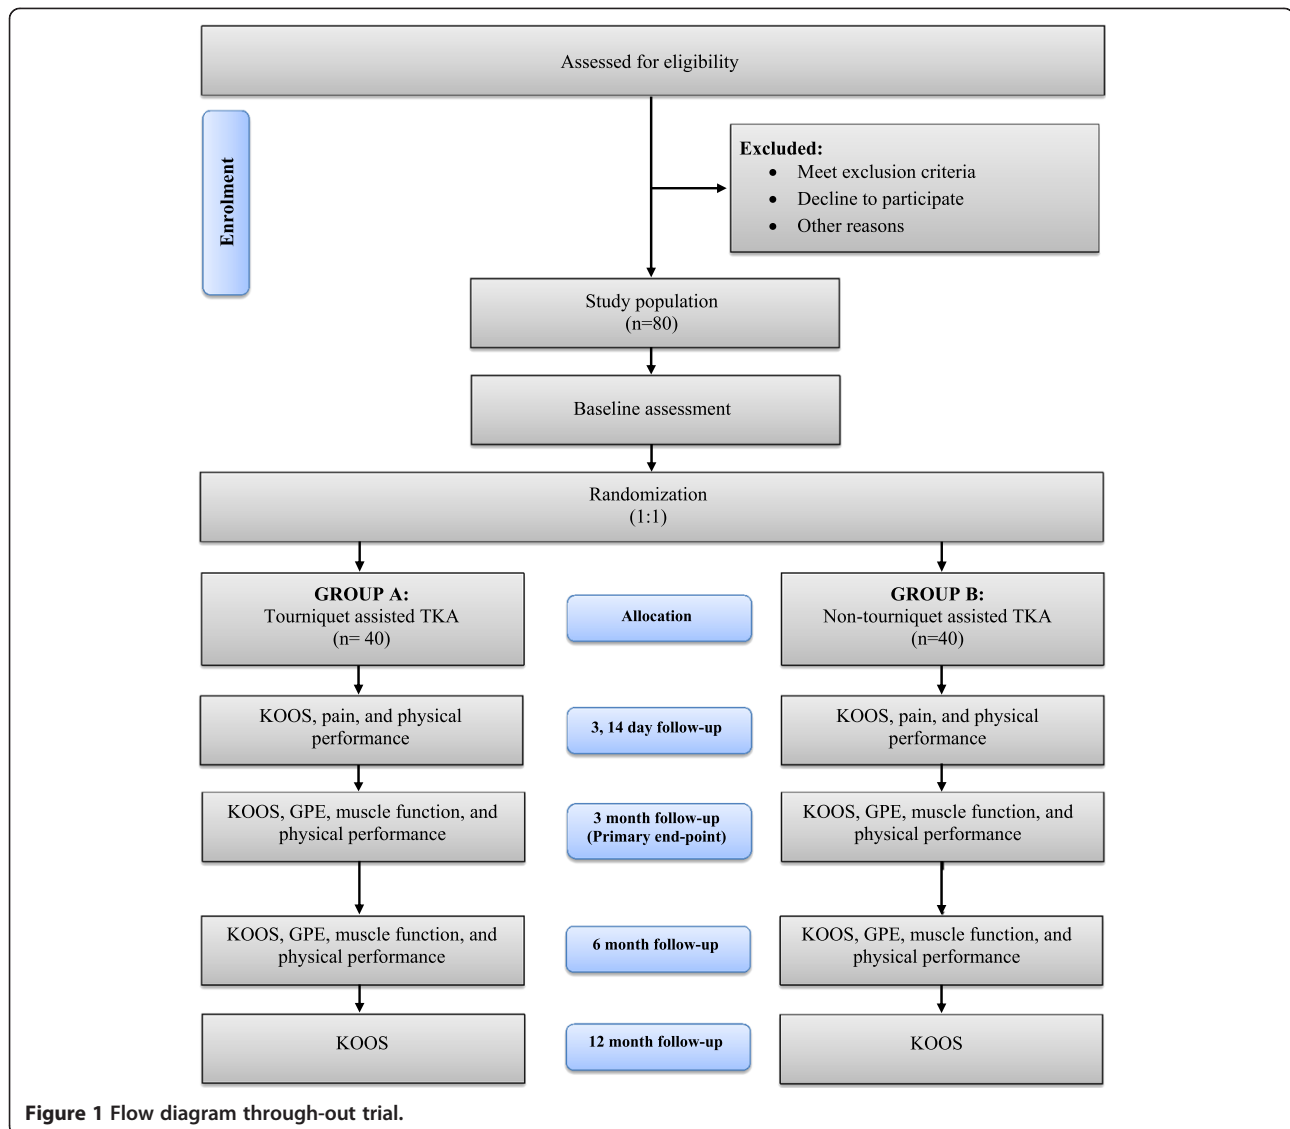 Assessed for eligibility
Enrolment
Excluded:
• Meet exclusion criteria
• Decline to participate
• Other reasons
Study population
(n=80)
Baseline assessment
Randomization
(1:1)
GROUP A:
Tourniquet assisted TKA
(n= 40)
Allocation
GROUP B:
Non-tourniquet assisted TKA
(n=40)
KOOS, pain, and physical
performance
3, 14 day follow-up
KOOS, pain, and physical
performance
KOOS, GPE, muscle function, and
physical performance
3 month follow-up
(Primary end-point)
KOOS, GPE, muscle function, and
physical performance
KOOS, GPE, muscle function, and
physical performance
6 month follow-up
KOOS, GPE, muscle function, and
physical performance
KOOS
12 month follow-up
KOOS
Figure 1 Flow diagram through-out trial.